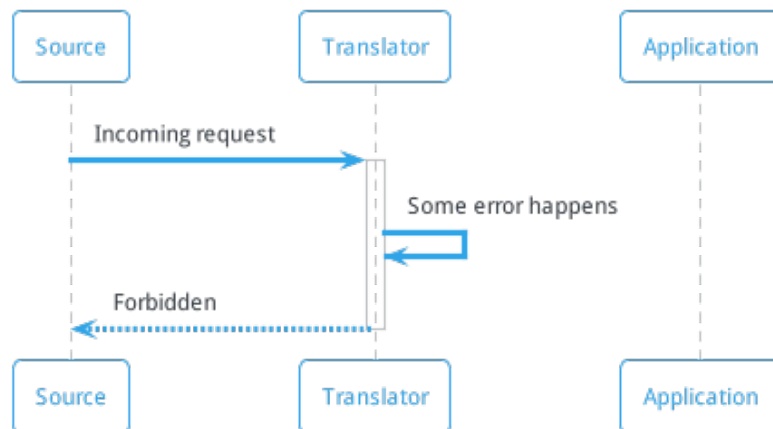 Source
Translator
Application
Incoming request
Some error happens
Forbidden
Source
Translator
Application